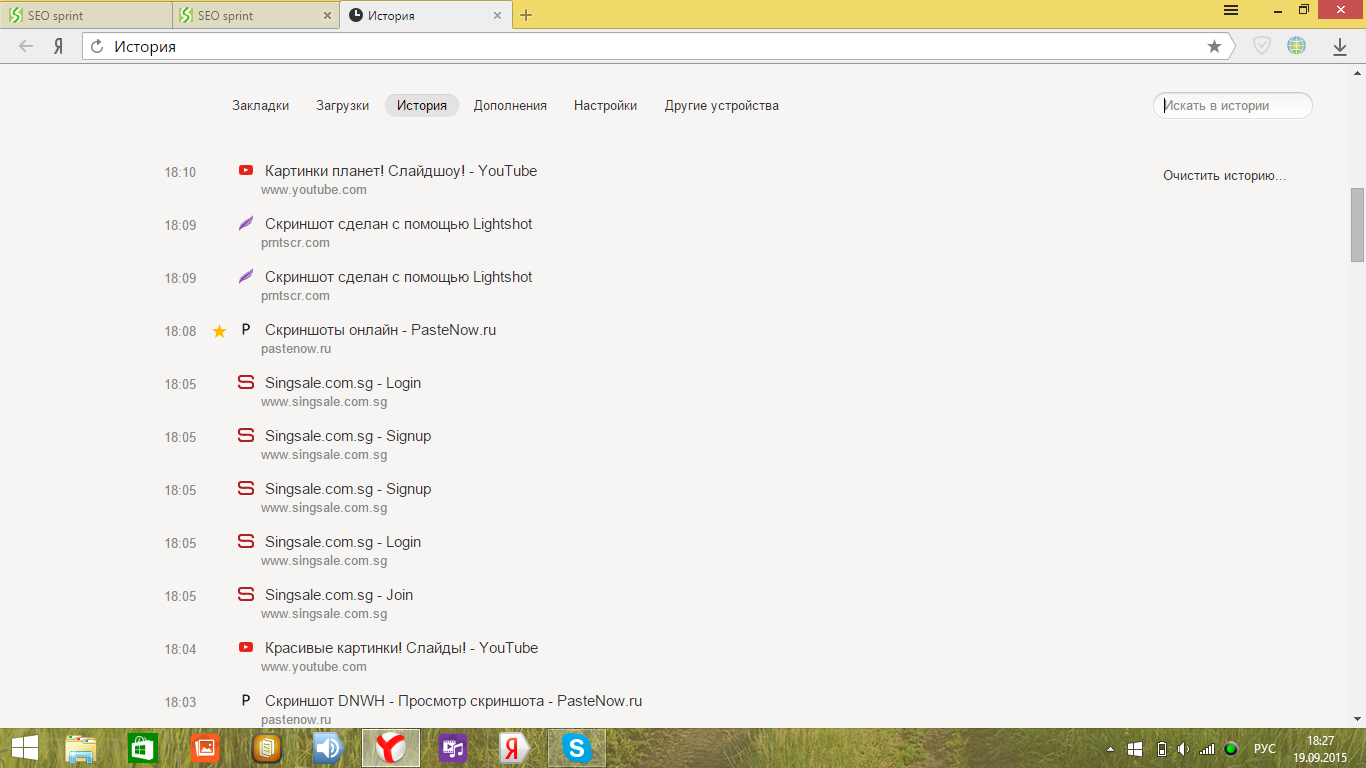 SEO sprint
SEO sprint
История
Я
История
Закладки Загрузки История Дополнения Настройки Другие устройства
Искать в истории
Очистить историю...
18:10 Картинки планет! Слайдшоу! - YouTube
www.youtube.com
18:09 Скриншот сделан с помощью Lightshot
prntscr.com
18:09 Скриншот сделан с помощью Lightshot
prntscr.com
18:08 P Скриншоты онлайн - PasteNow.ru
pastenow.ru
18:05 Singsale.com.sg - Login
www.singsale.com.sg
18:05 Singsale.com.sg - Signup
www.singsale.com.sg
18:05 Singsale.com.sg - Signup
www.singsale.com.sg
18:05 Singsale.com.sg - Login
www.singsale.com.sg
18:05 Singsale.com.sg - Join
www.singsale.com.sg
18:04 Красивые картинки! Слайды! - YouTube
www.youtube.com
18:03 P Скриншот DNWH - Просмотр скриншота - PasteNow.ru
pastenow.ru
Я
S
РУС
18:27
19.09.2015